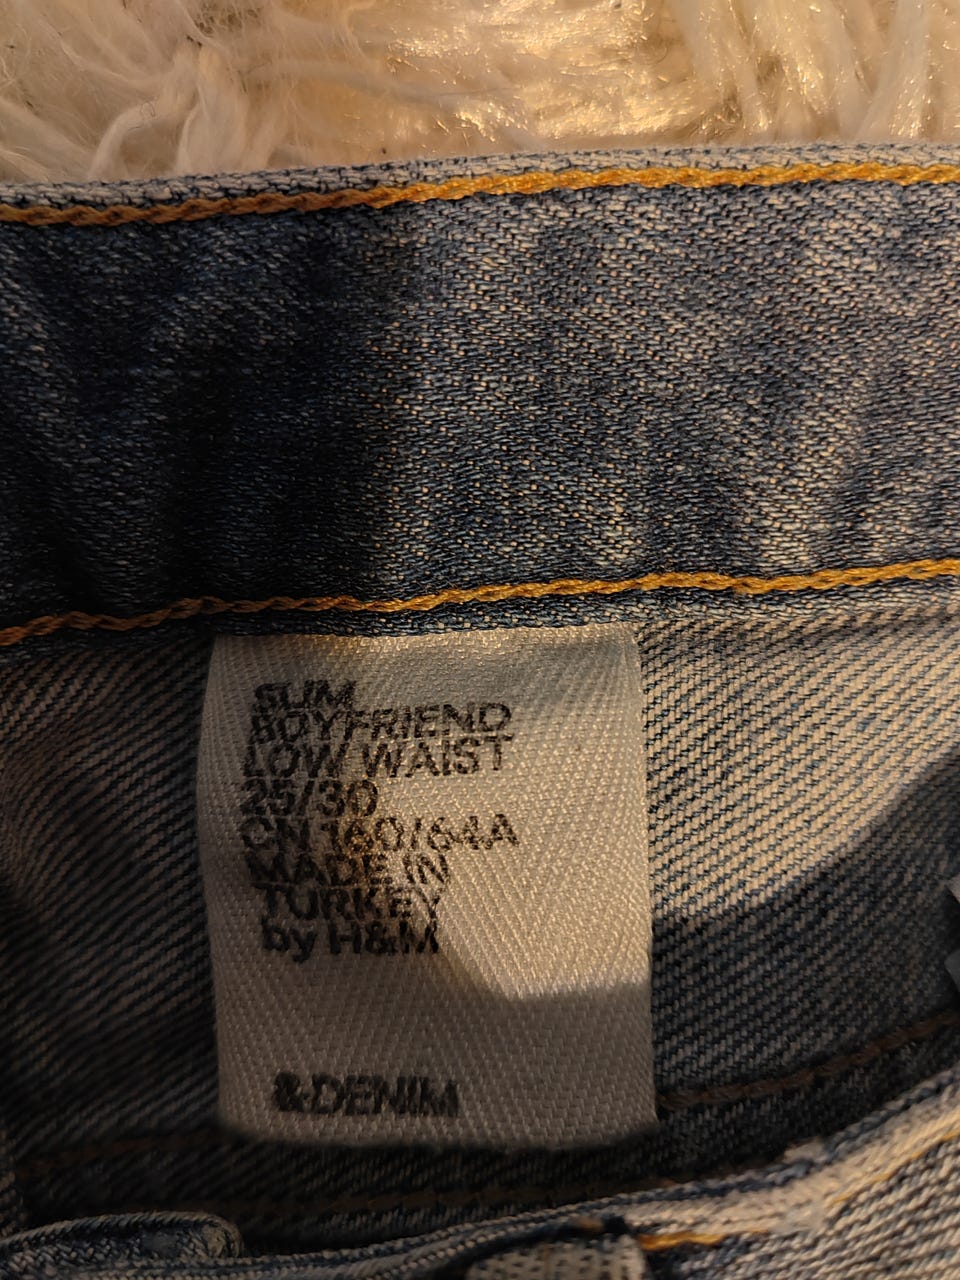 SLIM
BOYFRIEND
LOW WAIST
25/30
CN 160/64A
MADE IN
TURKEY
by H&M
&DENIM